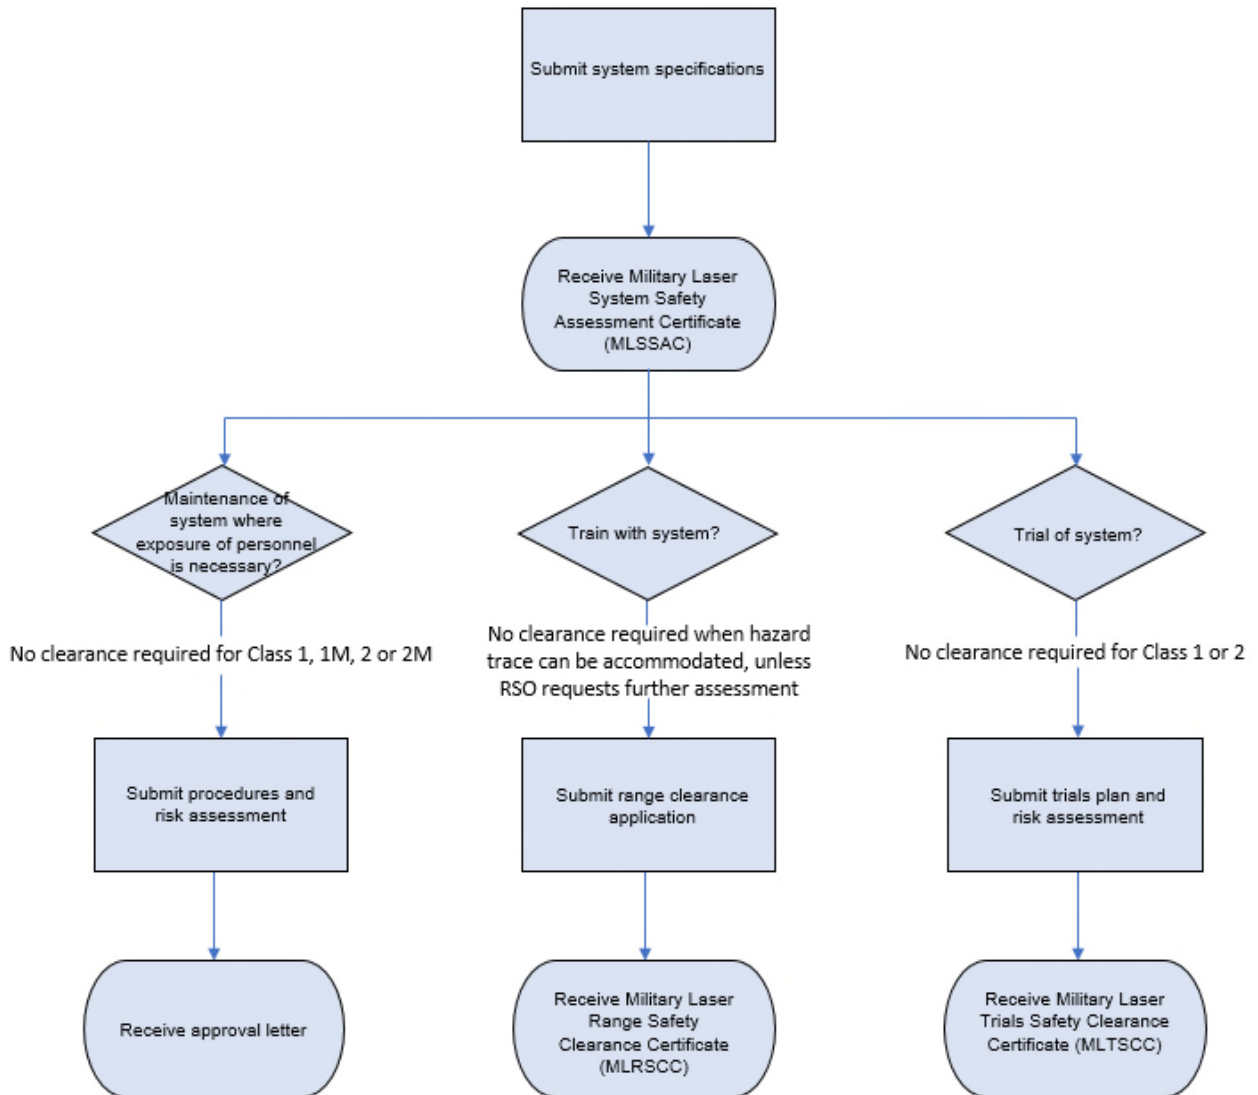 Submit system specifications
Receive Military Laser
System Safety
Assessment Certificate
(MLSSAC)
Maintenance of
system where
exposure of personnel
is necessary?
Train with system?
Trial of system?
No clearance required for Class 1, 1M, 2 or 2M
No clearance required when hazard
trace can be accommodated, unless
RSO requests further assessment
No clearance required for Class 1 or 2
Submit procedures and
risk assessment
Submit range clearance
application
Submit trials plan and
risk assessment
Receive approval letter
Receive Military Laser
Range Safety
Clearance Certificate
(MLRSCC)
Receive Military Laser
Trials Safety Clearance
Certificate (MLTSCC)